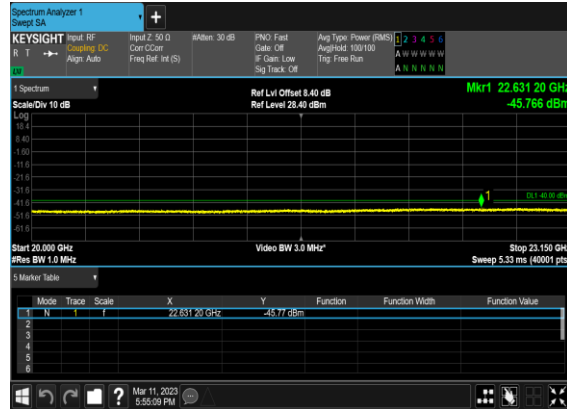 Spectrum Analyzer 1
Swept SA
+
KEYSIGHT
R T
Input: RF
Coupling: DC
Align: Auto
Input Z: 50 Ω
Corr CCorr
Freq Ref: Int (S)
#Atten: 30 dB
PNO: Fast
Gate: Off
IF Gain: Low
Sig Track: Off
Avg Type: Power (RMS)
Avg|Hold: 100/100
Trig: Free Run
1 2 3 4 5 6
A W W W W W
A N N N N N
1 Spectrum
Scale/Div 10 dB
Ref Lvl Offset 8.40 dB
Ref Level 28.40 dBm
Mkr1 22.631 20 GHz
-45.766 dBm
Log
18.4
8.40
-1.60
-11.6
-21.6
-31.6
-41.6
-51.6
-61.6
1
Start 20.000 GHz
#Res BW 1.0 MHz
Video BW 3.0 MHz*
Stop 23.150 GHz
Sweep 5.33 ms (40001 pts)
5 Marker Table
Mode Trace Scale X Y Function Function Width Function Value
1 N 1 f 22.631 20 GHz -45.77 dBm
2
3
4
5
6
?
Mar 11, 2023
5:55:09 PM